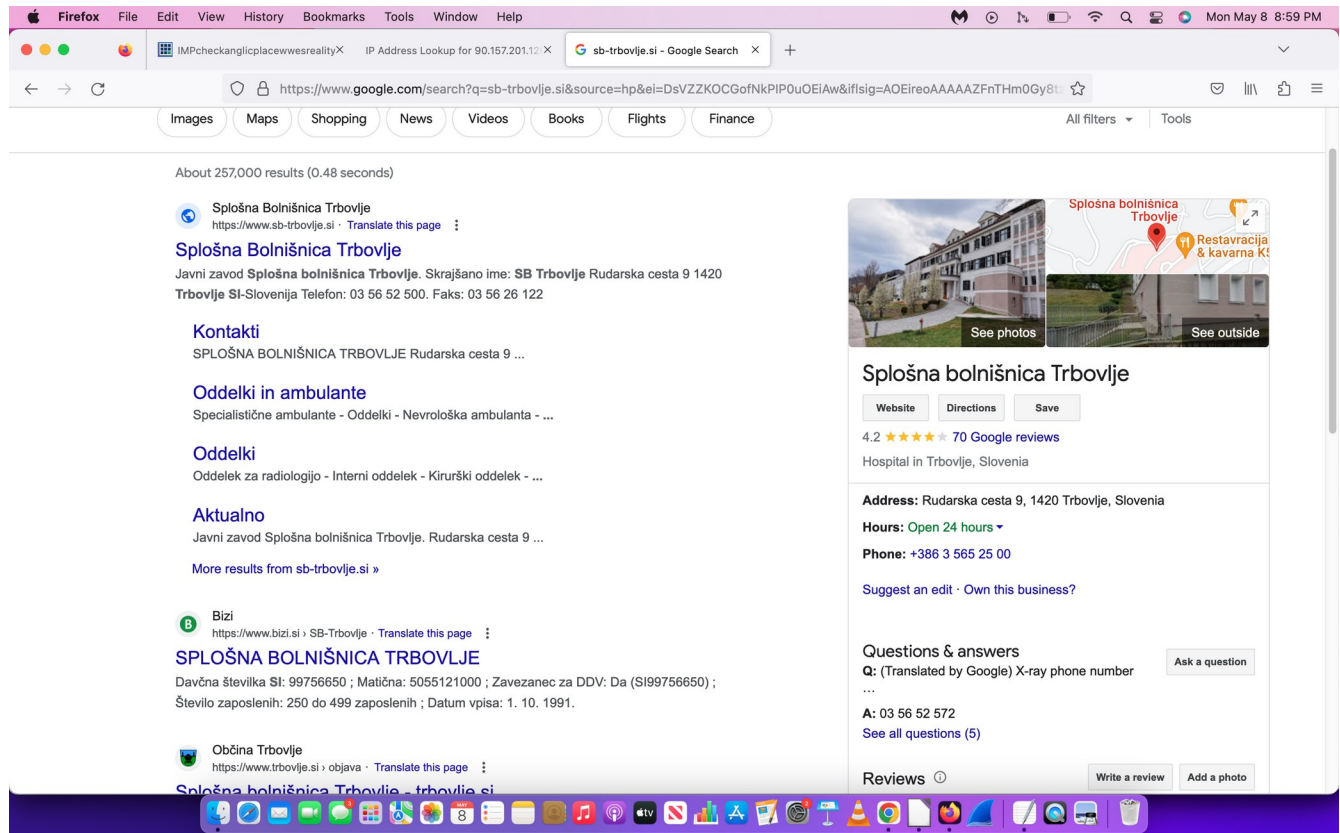 Firefox File Edit View History Bookmarks Tools Window Help Mon May 8 8:59 PM
IMPcheckanglicplacewwesreality
IP Address Lookup for 90.157.201.12
sb-trbovlje.si - Google Search
https://www.google.com/search?q=sb-trbovlje.si&source=hp&ei=DsVZZKOCGofNkPIP0uOEiAw&iflsig=AOEireoAAAAAZFnTHm0Gy8t
Images Maps Shopping News Videos Books Flights Finance
All filters Tools
About 257,000 results (0.48 seconds)
Splošna Bolnišnica Trbovlje
https://www.sb-trbovlje.si · Translate this page
Splošna Bolnišnica Trbovlje
Javni zavod Splošna bolnišnica Trbovlje. Skrajšano ime: SB Trbovlje Rudarska cesta 9 1420
Trbovlje SI-Slovenija Telefon: 03 56 52 500. Faks: 03 56 26 122
Kontakti
SPLOŠNA BOLNIŠNICA TRBOVLJE Rudarska cesta 9 ...
Oddelki in ambulante
Specialistične ambulante - Oddelki - Nevrološka ambulanta - ...
Oddelki
Oddelek za radiologijo - Interni oddelek - Kirurški oddelek - ...
Aktualno
Javni zavod Splošna bolnišnica Trbovlje. Rudarska cesta 9 ...
More results from sb-trbovlje.si »
B
Bizi
https://www.bizi.si › SB-Trbovlje · Translate this page
SPLOŠNA BOLNIŠNICA TRBOVLJE
Davčna številka SI: 99756650 ; Matična: 5055121000 ; Zavezanec za DDV: Da (SI99756650) ;
Število zaposlenih: 250 do 499 zaposlenih ; Datum vpisa: 1. 10. 1991.
Občina Trbovlje
https://www.trbovlje.si › objava · Translate this page
Splošna bolnišnica Trbovlje - trbovlje.si
Splošna bolnišnica
Trbovlje
Restavracija
& kavarna
See photos
See outside
Splošna bolnišnica Trbovlje
Website Directions Save
4.2 70 Google reviews
Hospital in Trbovlje, Slovenia
Address: Rudarska cesta 9, 1420 Trbovlje, Slovenia
Hours: Open 24 hours
Phone: +386 3 565 25 00
Suggest an edit · Own this business?
Questions & answers
Ask a question
Q: (Translated by Google) X-ray phone number
...
A: 03 56 52 572
See all questions (5)
Reviews
Write a review Add a photo
MAY
8
tv